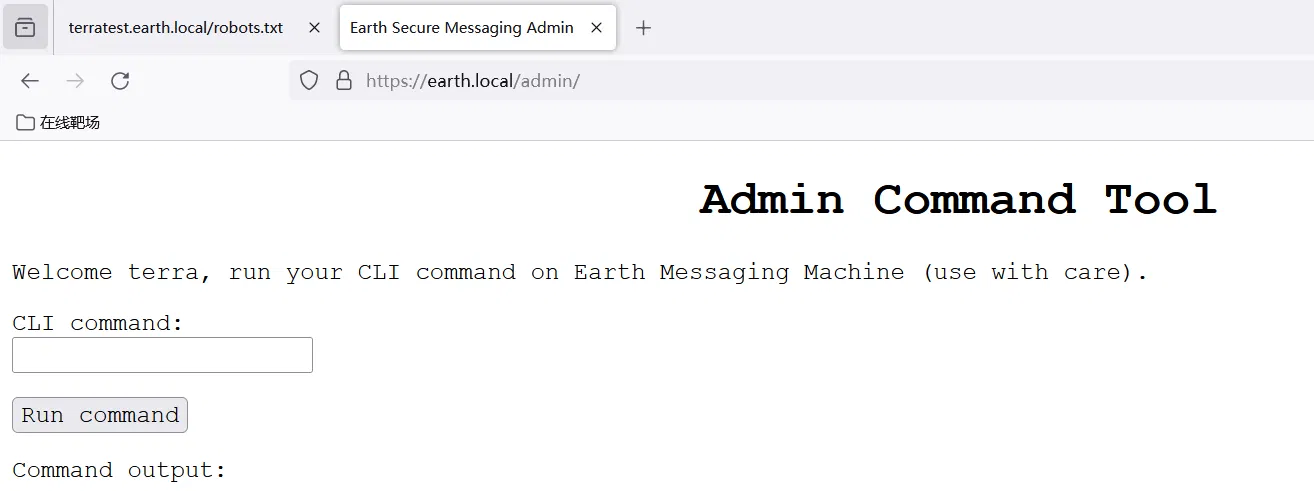 terratest.earth.local/robots.txt
Earth Secure Messaging Admin
https://earth.local/admin/
在线靶场
Admin Command Tool
Welcome terra, run your CLI command on Earth Messaging Machine (use with care).
CLI command:
Run command
Command output: